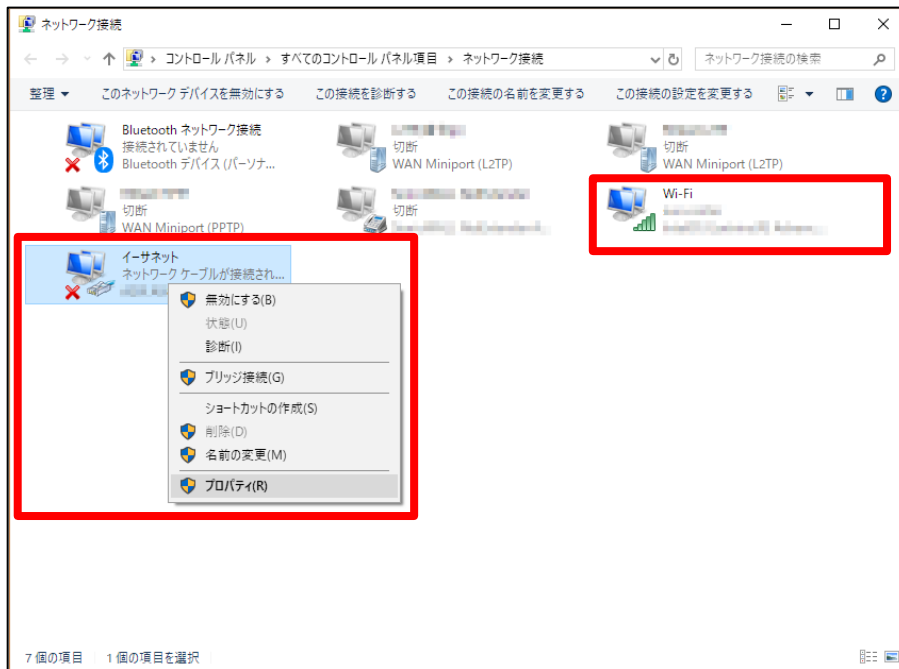 ネットワーク接続
コントロール パネル › すべてのコントロール パネル項目 › ネットワーク接続
ネットワーク接続の検索
整理 このネットワーク デバイスを無効にする この接続を診断する この接続の名前を変更する この接続の設定を変更する
Bluetooth ネットワーク接続
接続されていません
Bluetooth デバイス (パーソナ...
切断
WAN Miniport (L2TP)
切断
WAN Miniport (L2TP)
切断
WAN Miniport (PPTP)
切断
Wi-Fi
イーサネット
ネットワーク ケーブルが接続され...
無効にする(B)
状態(U)
診断(I)
ブリッジ接続(G)
ショートカットの作成(S)
削除(D)
名前の変更(M)
プロパティ(R)
7 個の項目 1 個の項目を選択